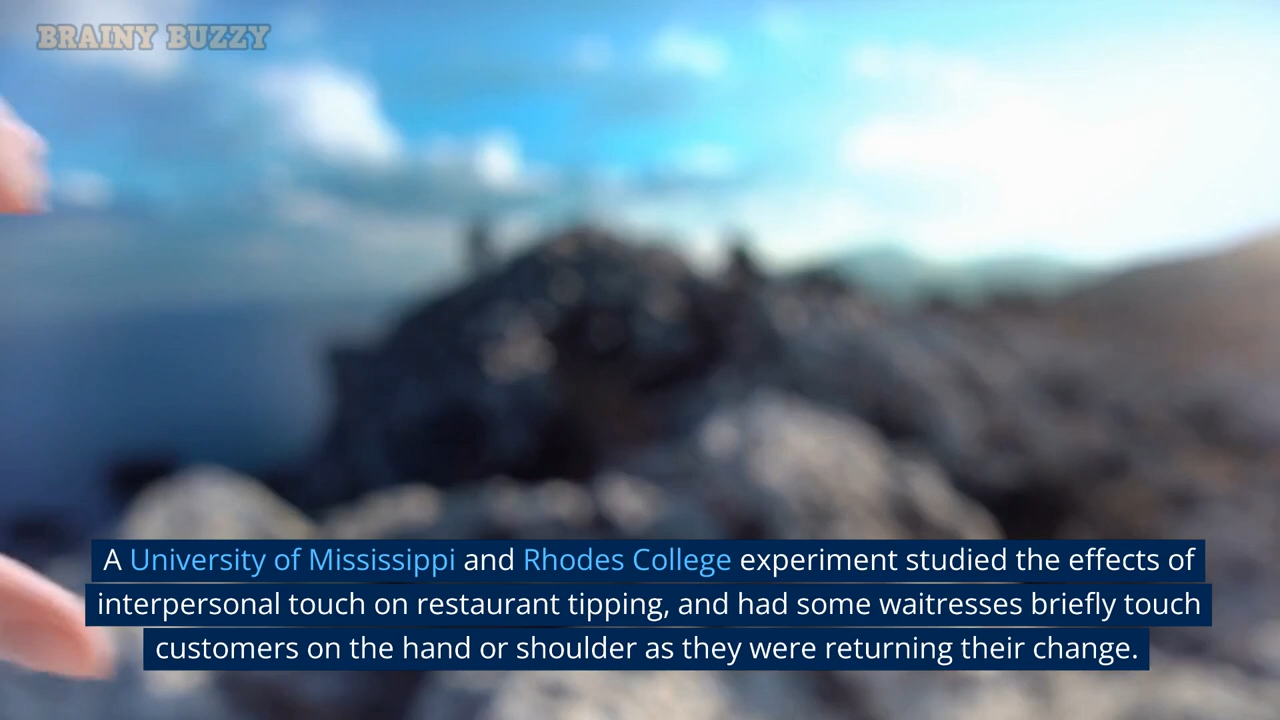 BRAINY BUZZY
A University of Mississippi and Rhodes College experiment studied the effects of
interpersonal touch on restaurant tipping, and had some waitresses briefly touch
customers on the hand or shoulder as they were returning their change.